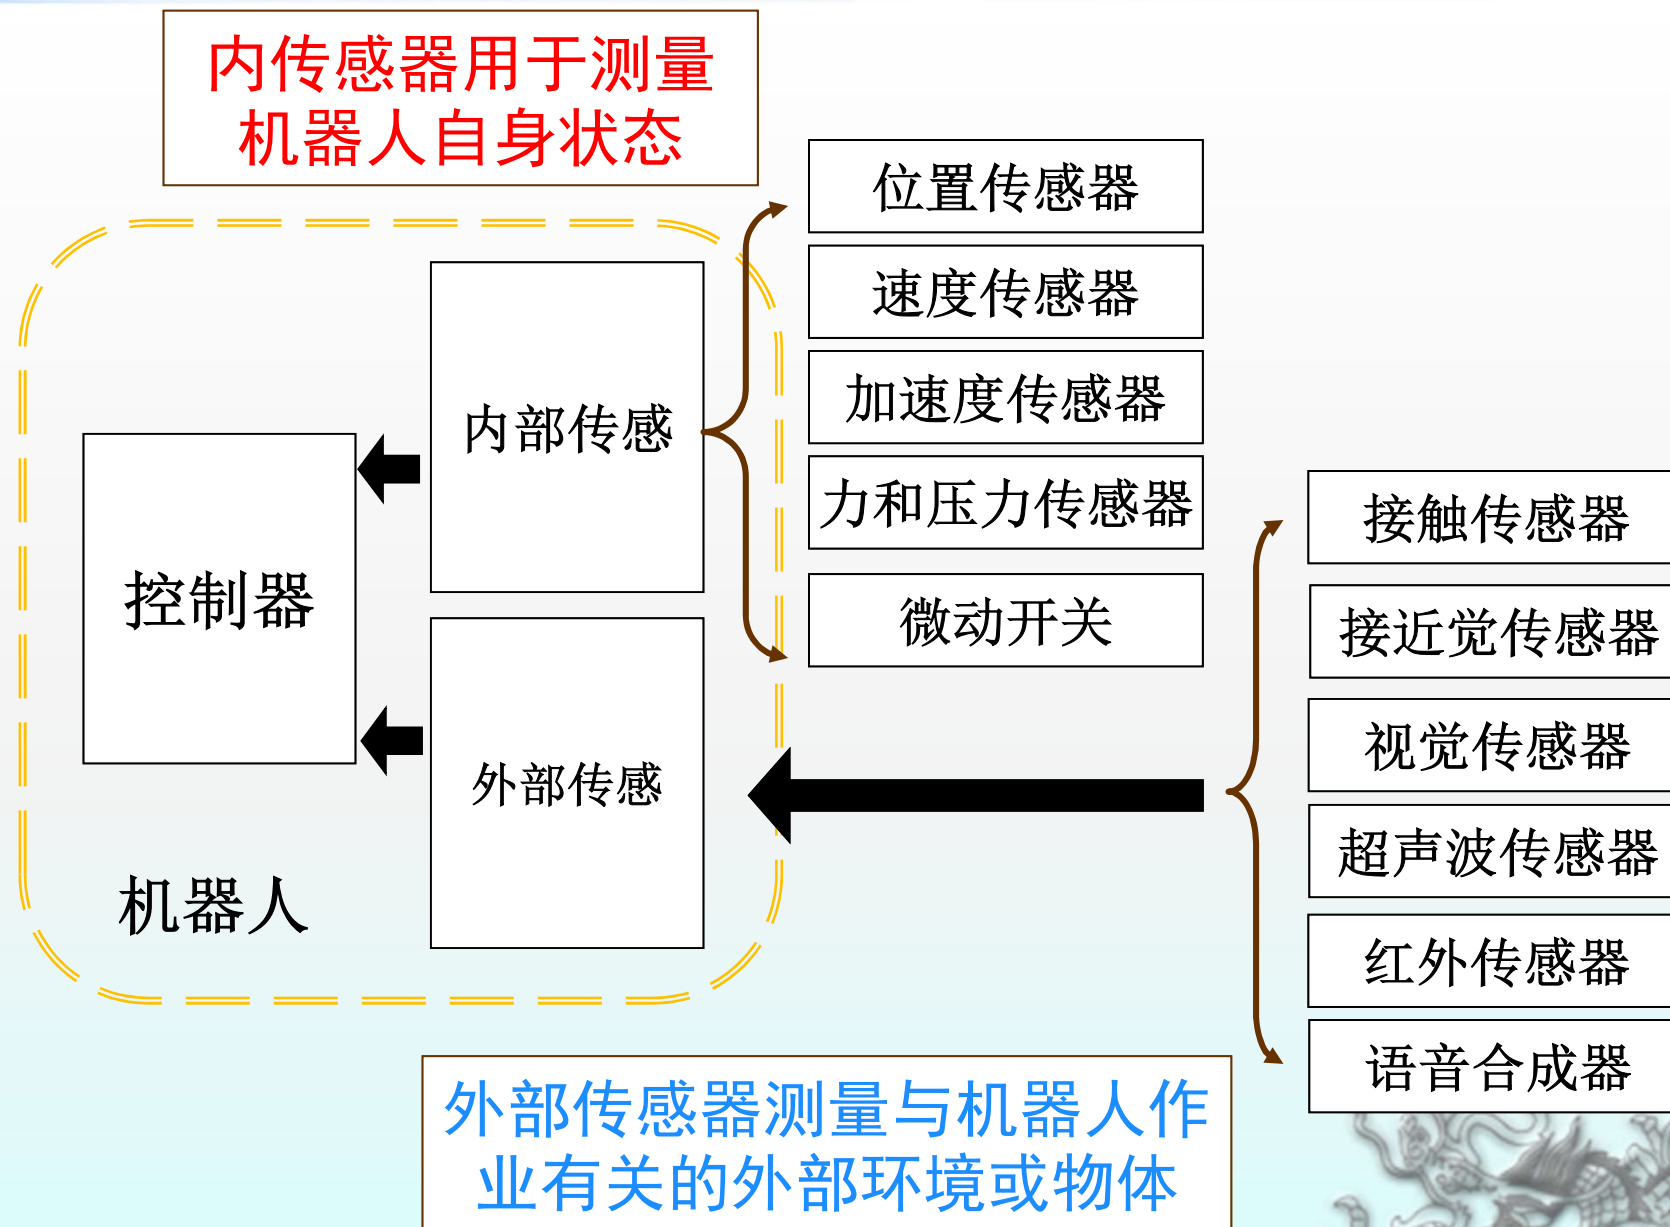 内传感器用于测量
机器人自身状态
位置传感器
速度传感器
加速度传感器
力和压力传感器
微动开关
内部传感
控制器
外部传感
机器人
接触传感器
接近觉传感器
视觉传感器
超声波传感器
红外传感器
语音合成器
外部传感器测量与机器人作
业有关的外部环境或物体